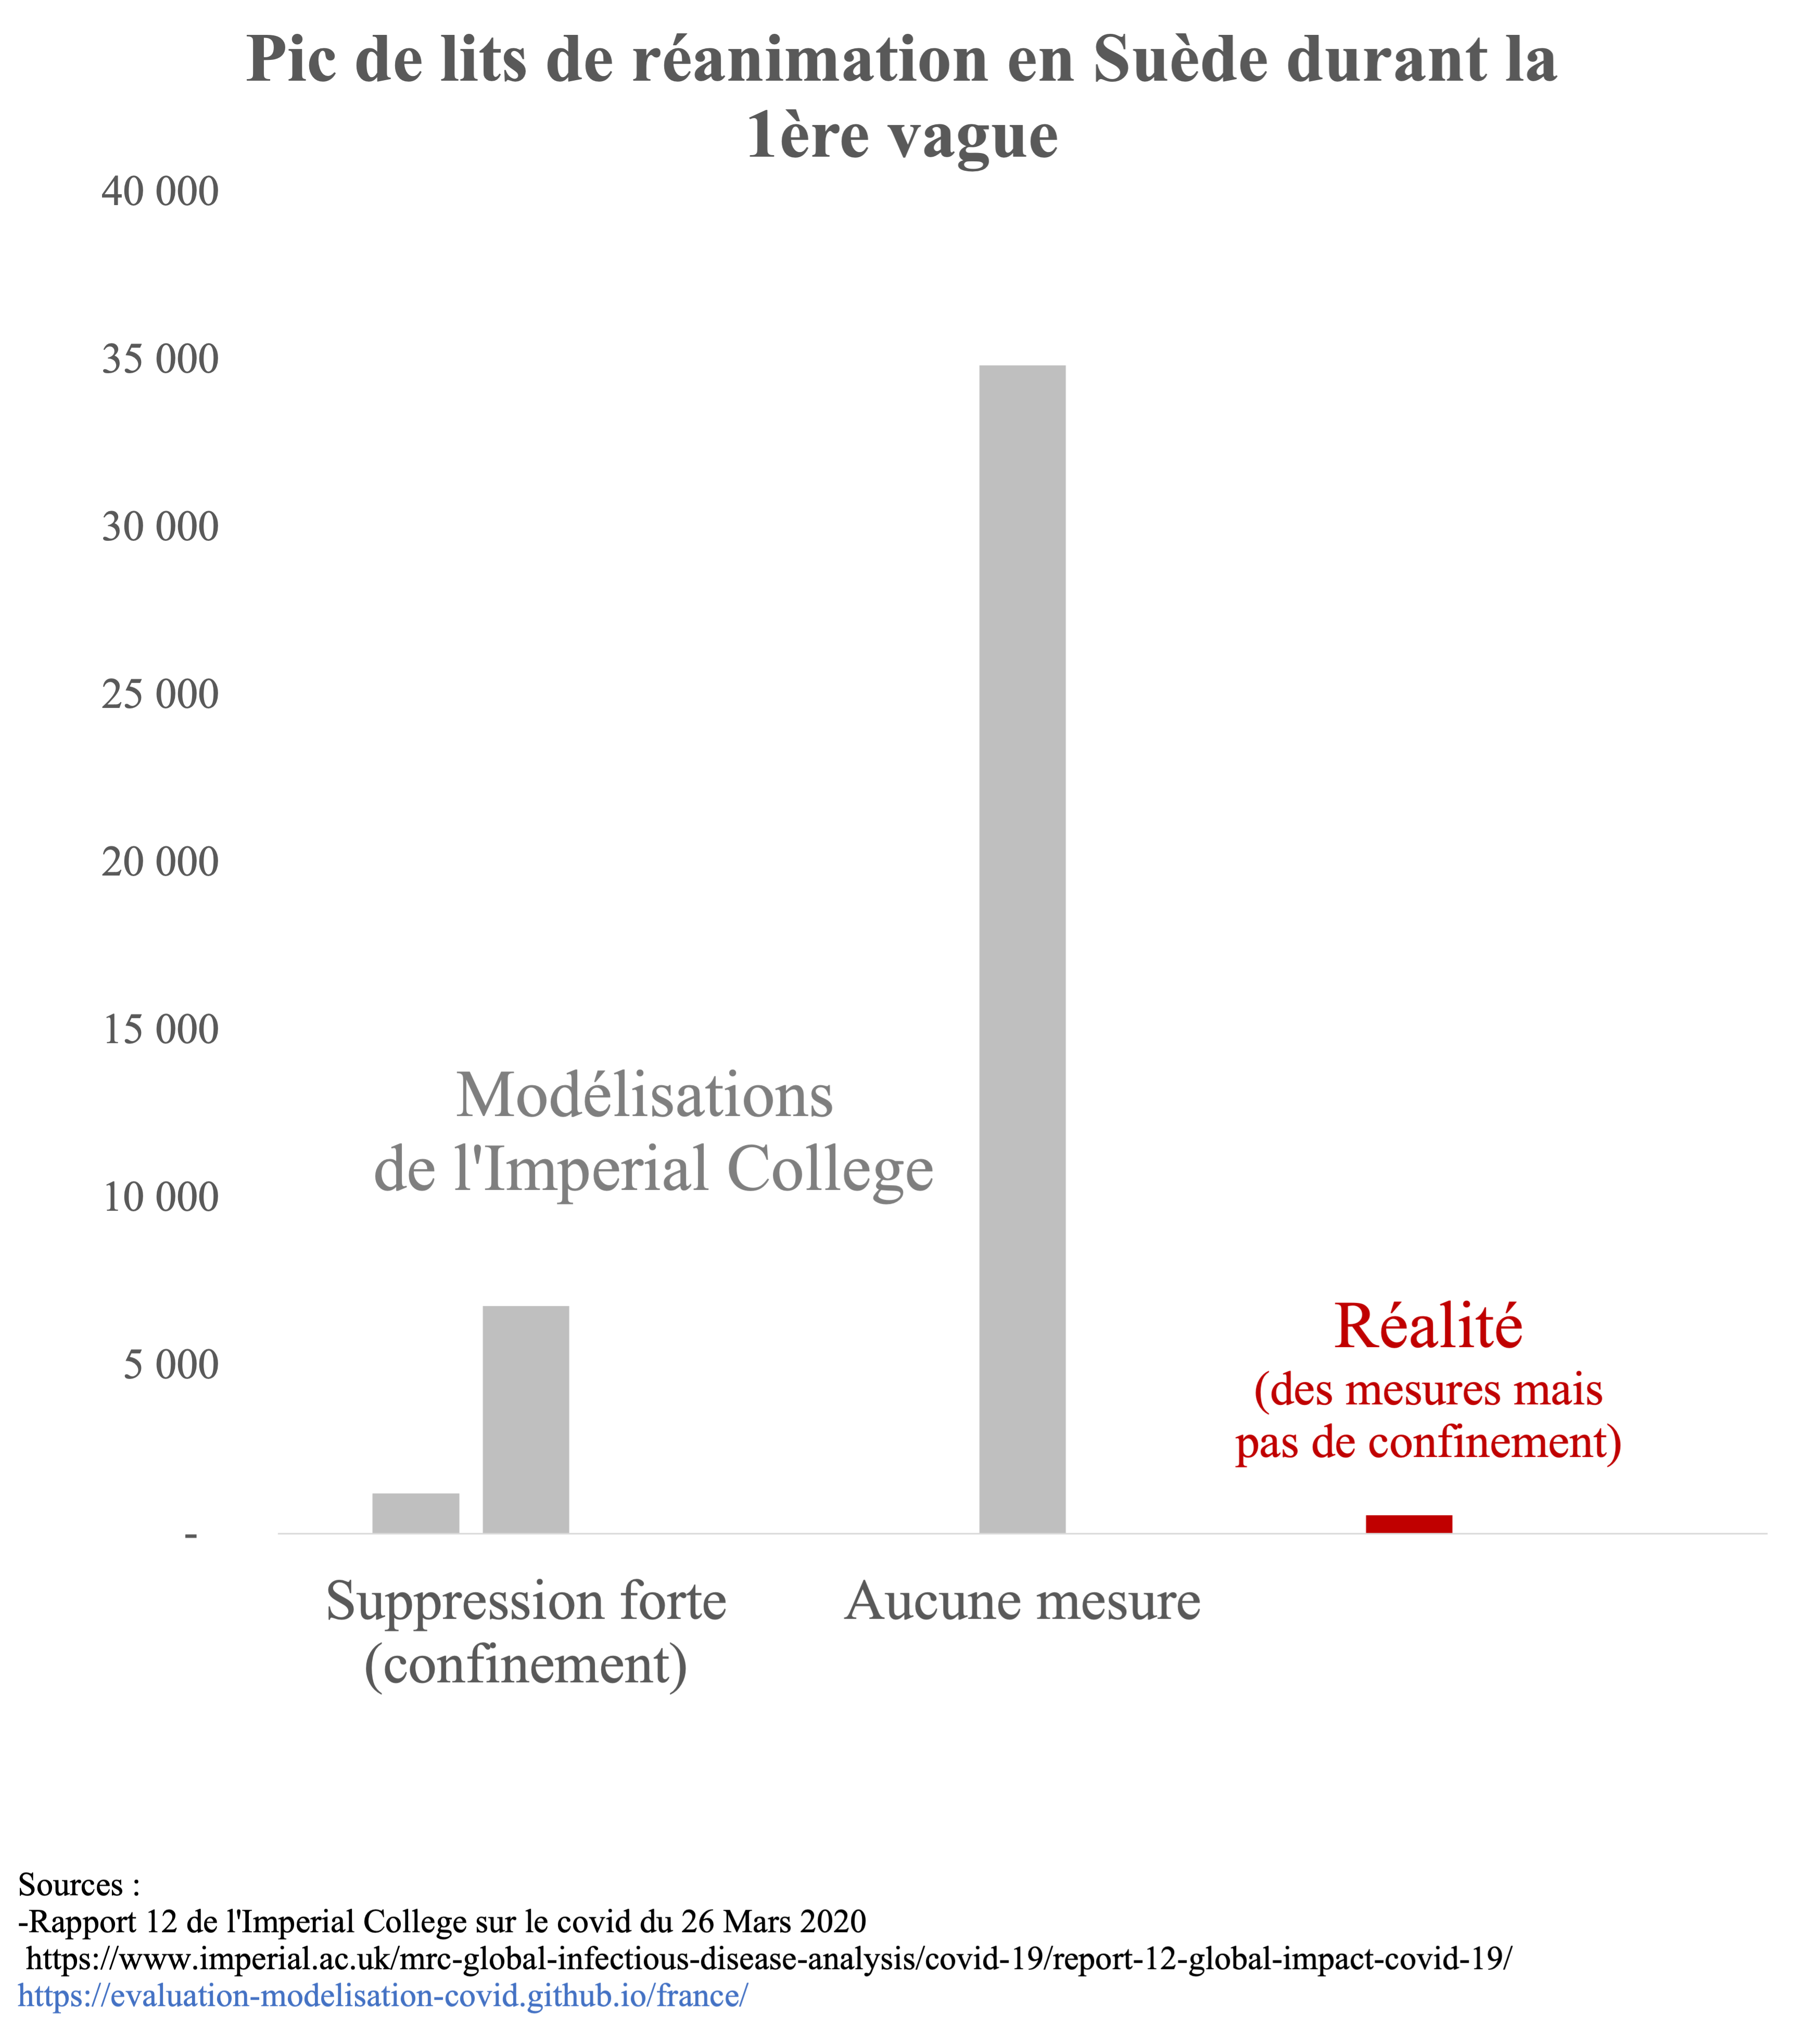 Pic de lits de réanimation en Suède durant la
1ère vague
40 000
35 000
30 000
25 000
20 000
15 000
10 000
5 000
-
Modélisations
de l'Imperial College
Réalité
(des mesures mais
pas de confinement)
Suppression forte
(confinement)
Aucune mesure
Sources :
-Rapport 12 de l'Imperial College sur le covid du 26 Mars 2020
https://www.imperial.ac.uk/mrc-global-infectious-disease-analysis/covid-19/report-12-global-impact-covid-19/
https://evaluation-modelisation-covid.github.io/france/